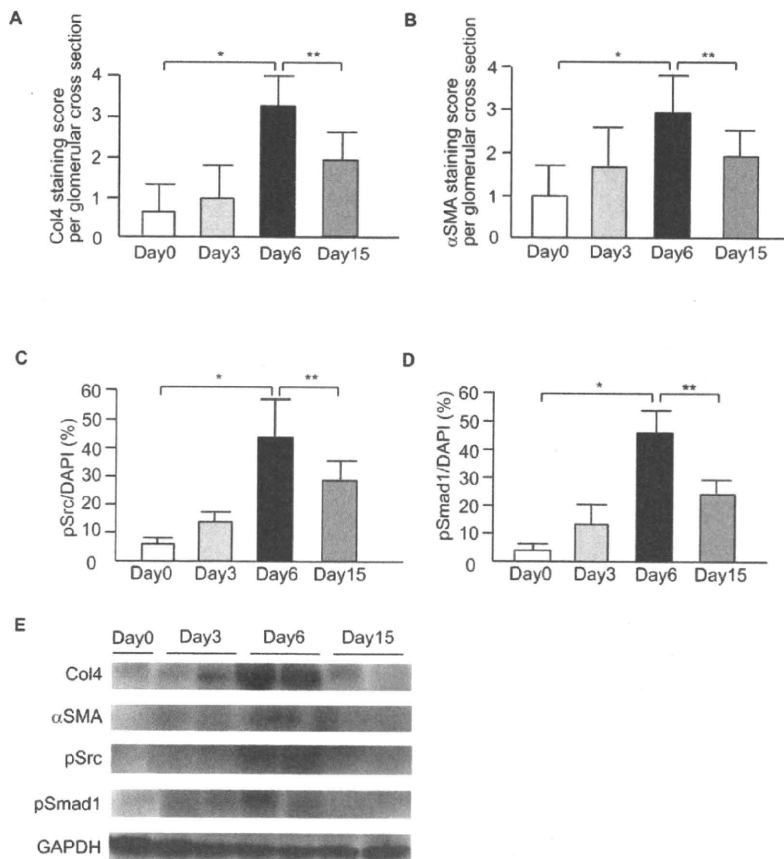 A
Col4 staining score
per glomerular cross section
4
3
2
1
0
*
**
Day0 Day3 Day6 Day15
B
αSMA staining score
per glomerular cross section
4
3
2
1
0
*
**
Day0 Day3 Day6 Day15
C
pSrc/DAPI (%)
60
50
40
30
20
10
0
*
**
Day0 Day3 Day6 Day15
D
pSmad1/DAPI (%)
60
50
40
30
20
10
0
*
**
Day0 Day3 Day6 Day15
E
Day0 Day3 Day6 Day15
Col4
αSMA
pSrc
pSmad1
GAPDH